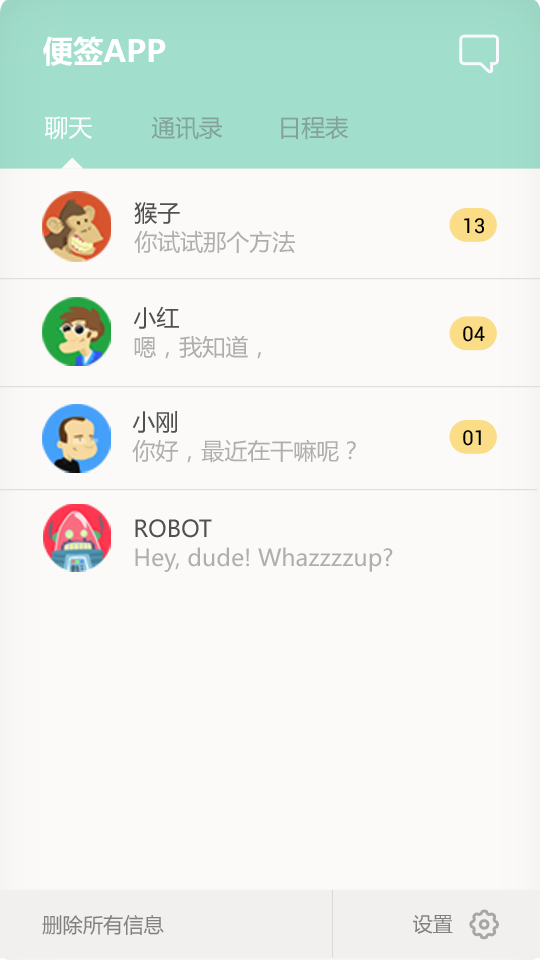 便签APP
聊天 通讯录 日程表
猴子
你试试那个方法
13
小红
嗯，我知道，
04
小刚
你好，最近在干嘛呢？
01
ROBOT
Hey, dude! Whazzzzup?
删除所有信息 设置